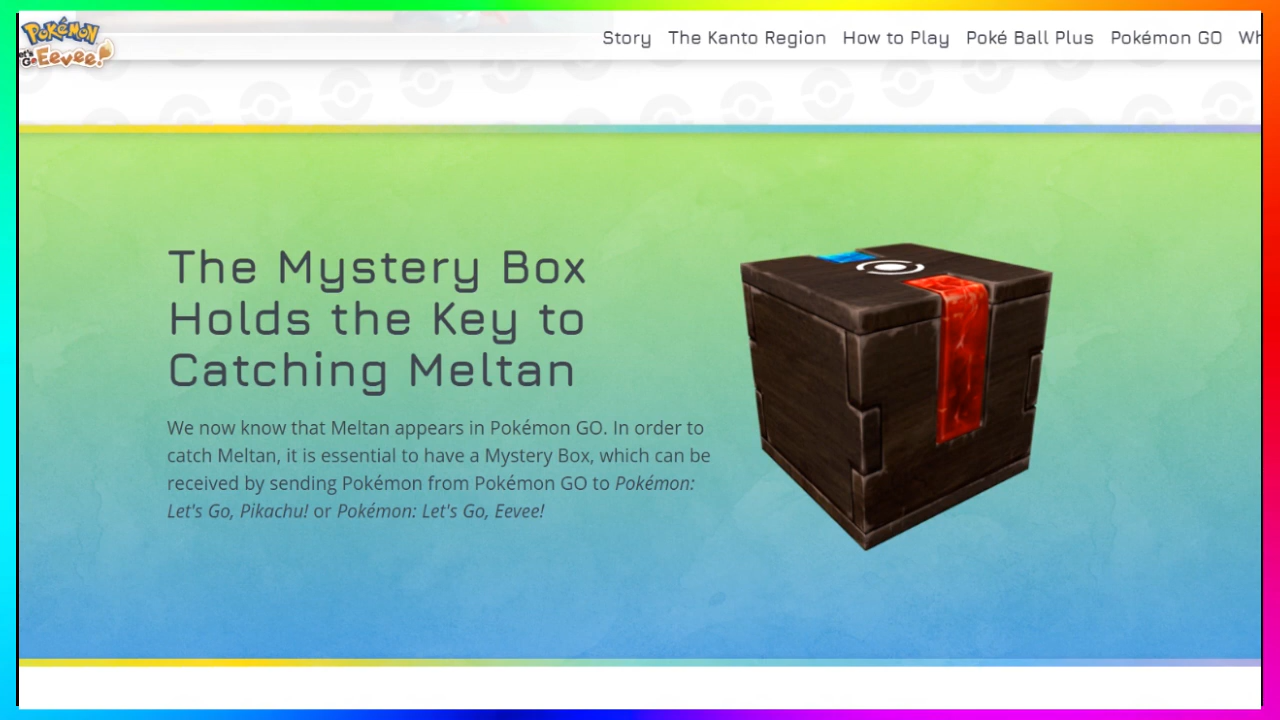 Pokémon
Let's Go Eevee!
Story The Kanto Region How to Play Poké Ball Plus Pokémon GO Wh
The Mystery Box
Holds the Key to
Catching Meltan
We now know that Meltan appears in Pokémon GO. In order to
catch Meltan, it is essential to have a Mystery Box, which can be
received by sending Pokémon from Pokémon GO to Pokémon:
Let's Go, Pikachu! or Pokémon: Let's Go, Eevee!